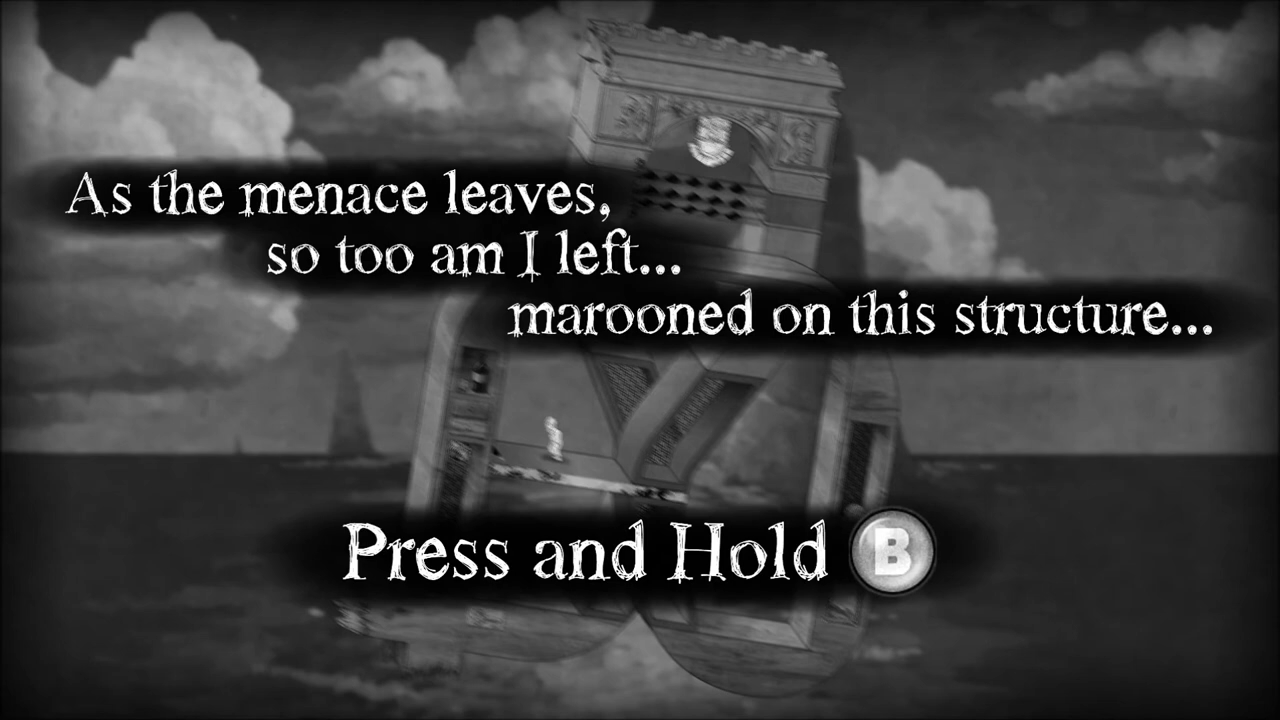 As the menace leaves,
so too am I left...
marooned on this structure...
Press and Hold B